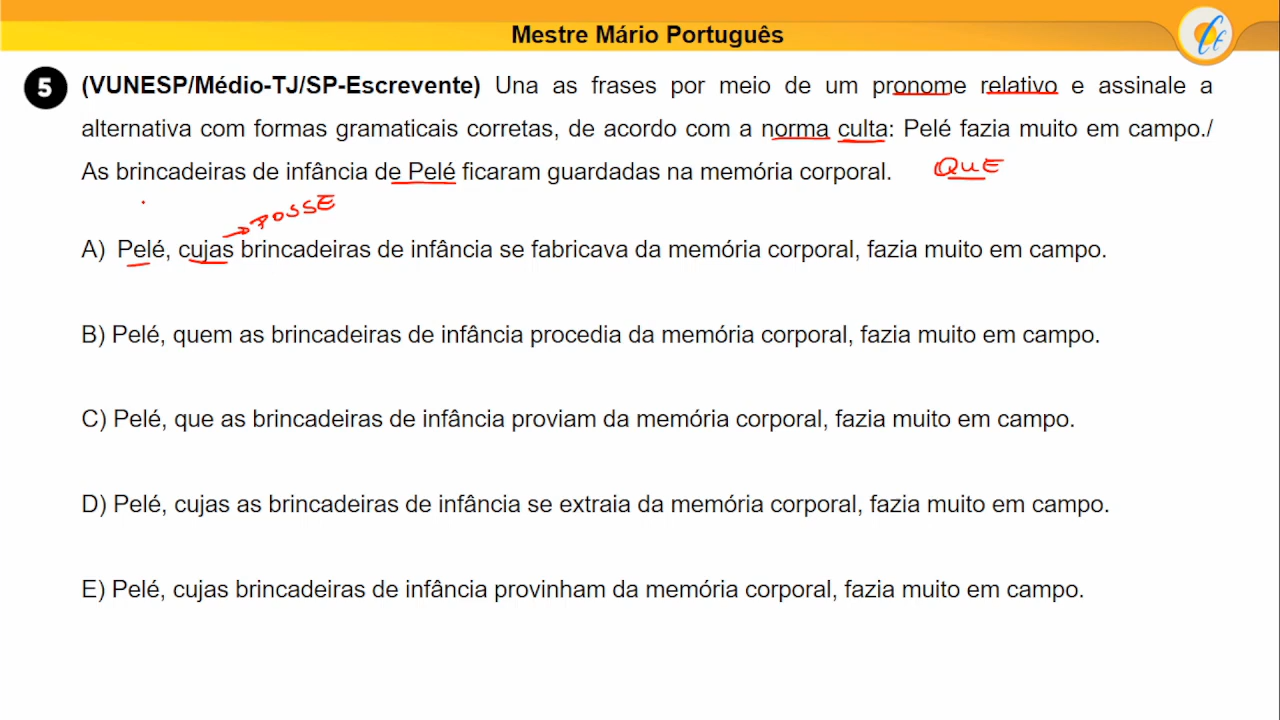 Mestre Mário Português
5 (VUNESP/Médio-TJ/SP-Escrevente) Una as frases por meio de um pronome relativo e assinale a
alternativa com formas gramaticais corretas, de acordo com a norma culta: Pelé fazia muito em campo./
As brincadeiras de infância de Pelé ficaram guardadas na memória corporal. QUE
→ POSSE
A) Pelé, cujas brincadeiras de infância se fabricava da memória corporal, fazia muito em campo.
B) Pelé, quem as brincadeiras de infância procedia da memória corporal, fazia muito em campo.
C) Pelé, que as brincadeiras de infância proviam da memória corporal, fazia muito em campo.
D) Pelé, cujas as brincadeiras de infância se extraia da memória corporal, fazia muito em campo.
E) Pelé, cujas brincadeiras de infância provinham da memória corporal, fazia muito em campo.